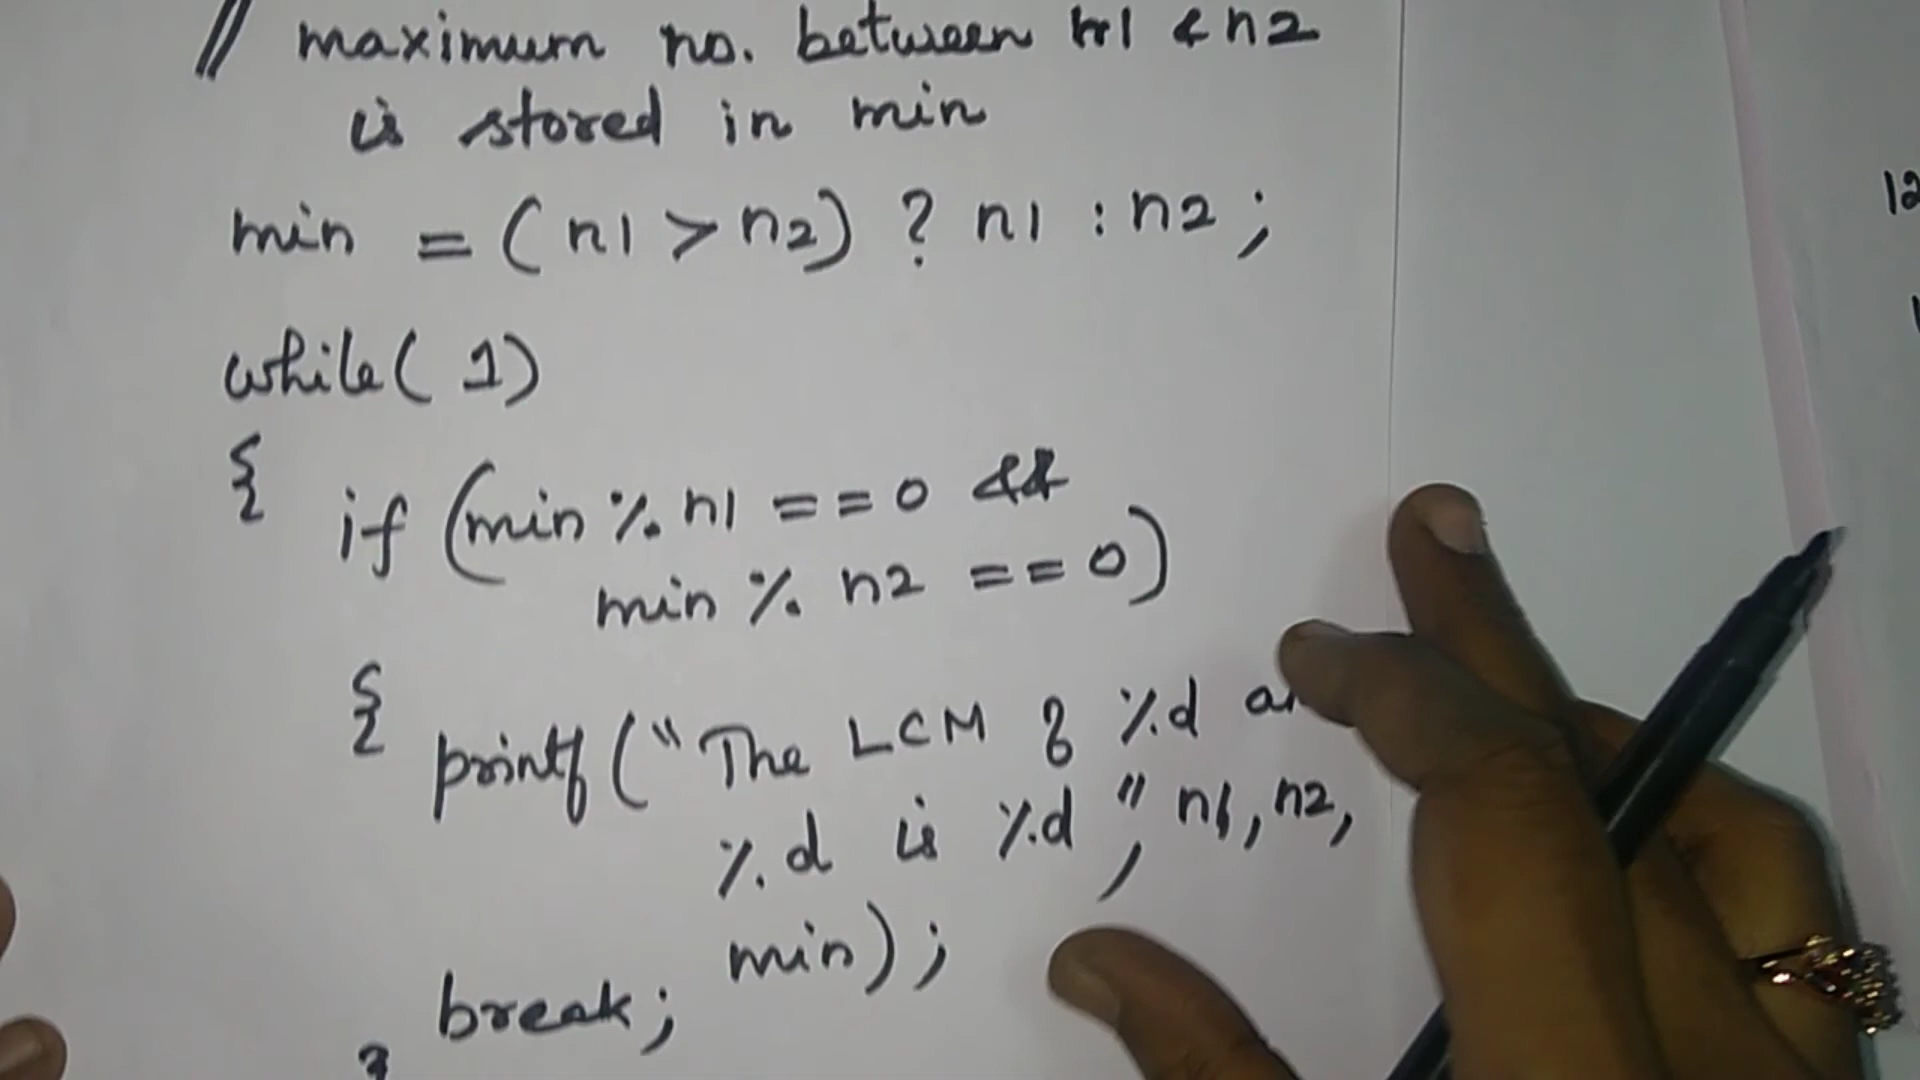 // maximum no. between n1 & n2
is stored in min
min = (n1 > n2) ? n1 : n2;
while(1)
{ if (min % n1 == 0 &&
min % n2 == 0)
{ printf("The LCM of %d
%d is %d", n1, n2,
min);
break;
}
12